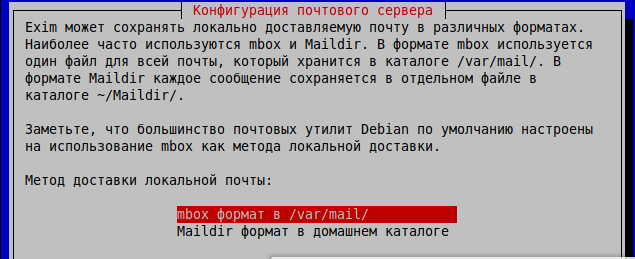 Конфигурация почтового сервера
Exim может сохранять локально доставляемую почту в различных форматах.
Наиболее часто используются mbox и Maildir. В формате mbox используется
один файл для всей почты, который хранится в каталоге /var/mail/. В
формате Maildir каждое сообщение сохраняется в отдельном файле в
каталоге ~/Maildir/.
Заметьте, что большинство почтовых утилит Debian по умолчанию настроены
на использование mbox как метода локальной доставки.
Метод доставки локальной почты:
mbox формат в /var/mail/
Maildir формат в домашнем каталоге